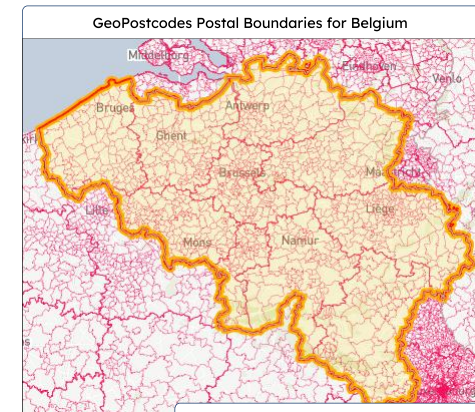 GeoPostcodes Postal Boundaries for Belgium
Middelburg
Eindhoven
Venlo
Bruges
Antwerp
Ghent
Brussels
Maastricht
Lille
Liège
Mons
Namur